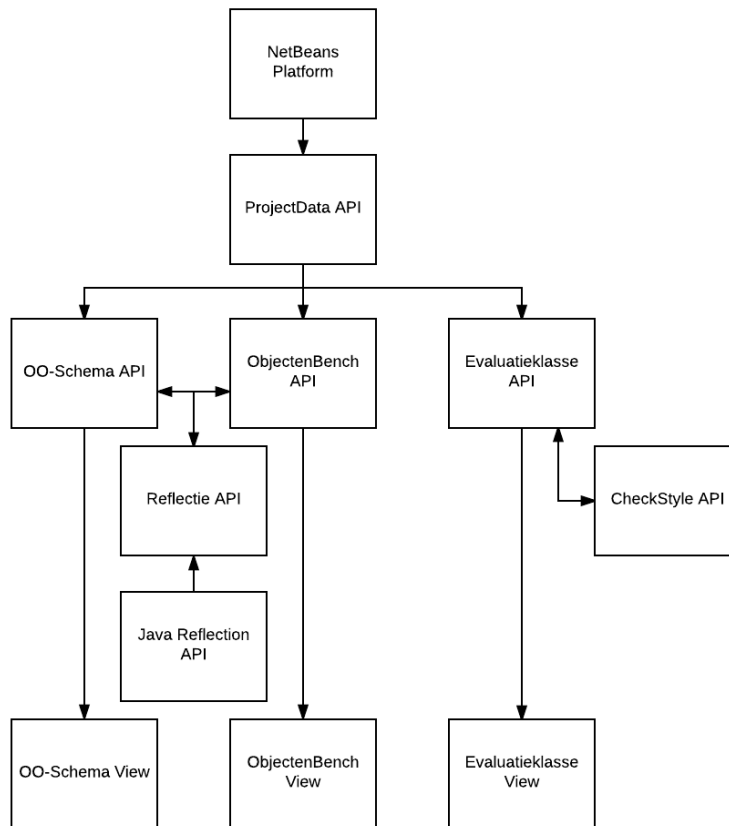 NetBeans
Platform
ProjectData API
OO-Schema API
ObjectenBench
API
Evaluatieklasse
API
Reflectie API
CheckStyle API
Java Reflection
API
OO-Schema View
ObjectenBench
View
Evaluatieklasse
View